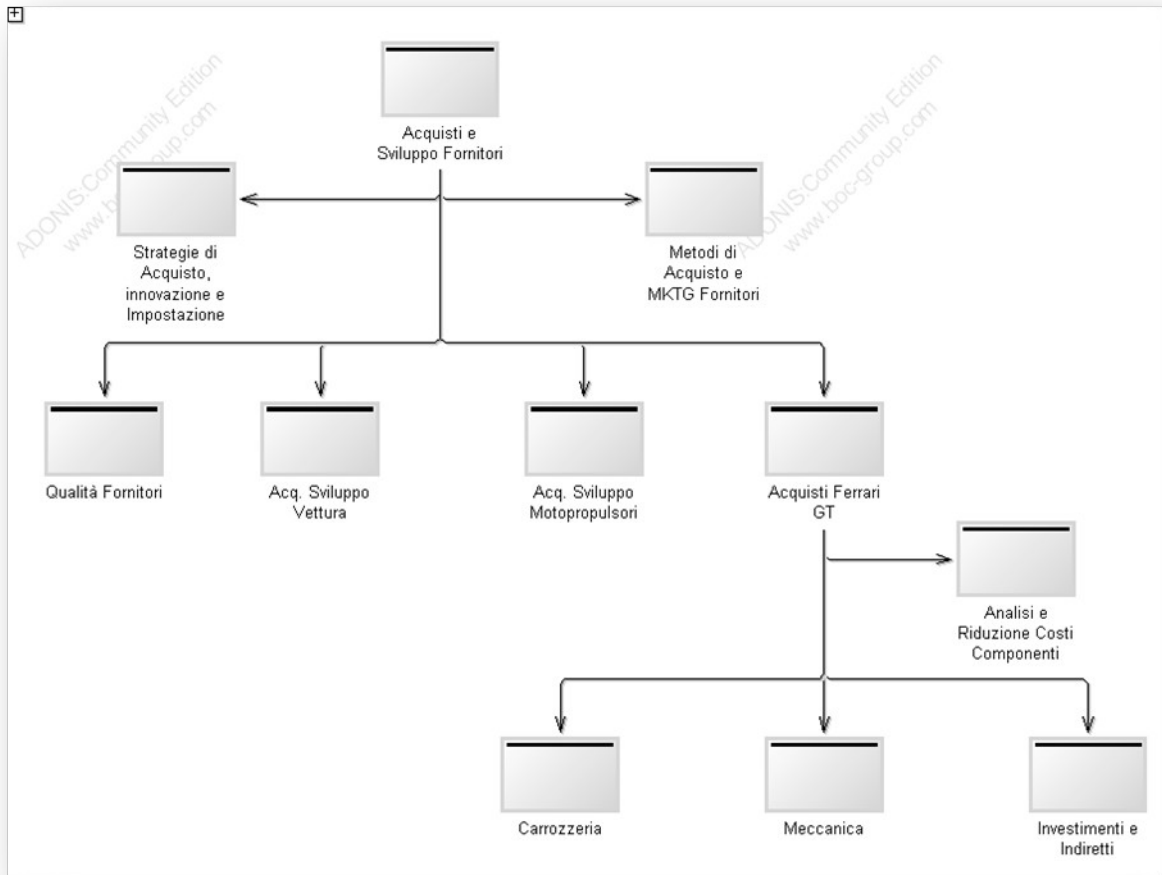 Acquisti e
Sviluppo Fornitori
Strategie di
Acquisto,
innovazione e
Impostazione
Metodi di
Acquisto e
MKTG Fornitori
Qualità Fornitori
Acq. Sviluppo
Vettura
Acq. Sviluppo
Motopropulsori
Acquisti Ferrari
GT
Analisi e
Riduzione Costi
Componenti
Carrozzeria
Meccanica
Investimenti e
Indiretti
ADONIS:Community Edition
www.boc-group.com
ADONIS:Community Edition
www.boc-group.com